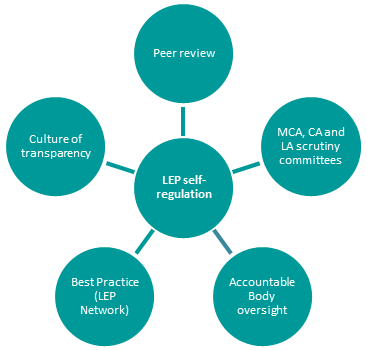 Peer review
Culture of
transparency
MCA, CA and
LA scrutiny
committees
LEP self-
regulation
Best Practice
(LEP
Network)
Accountable
Body
oversight